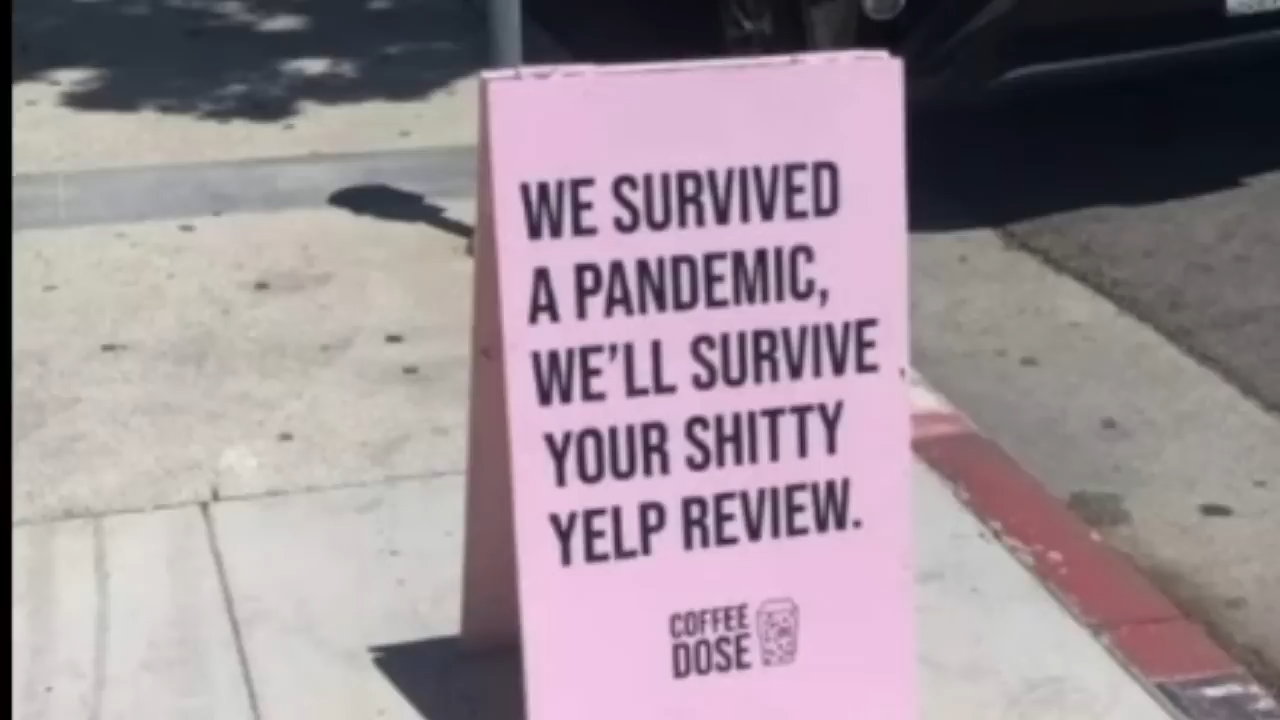 WE SURVIVED
A PANDEMIC,
WE'LL SURVIVE
YOUR SHITTY
YELP REVIEW.
COFFEE
DOSE